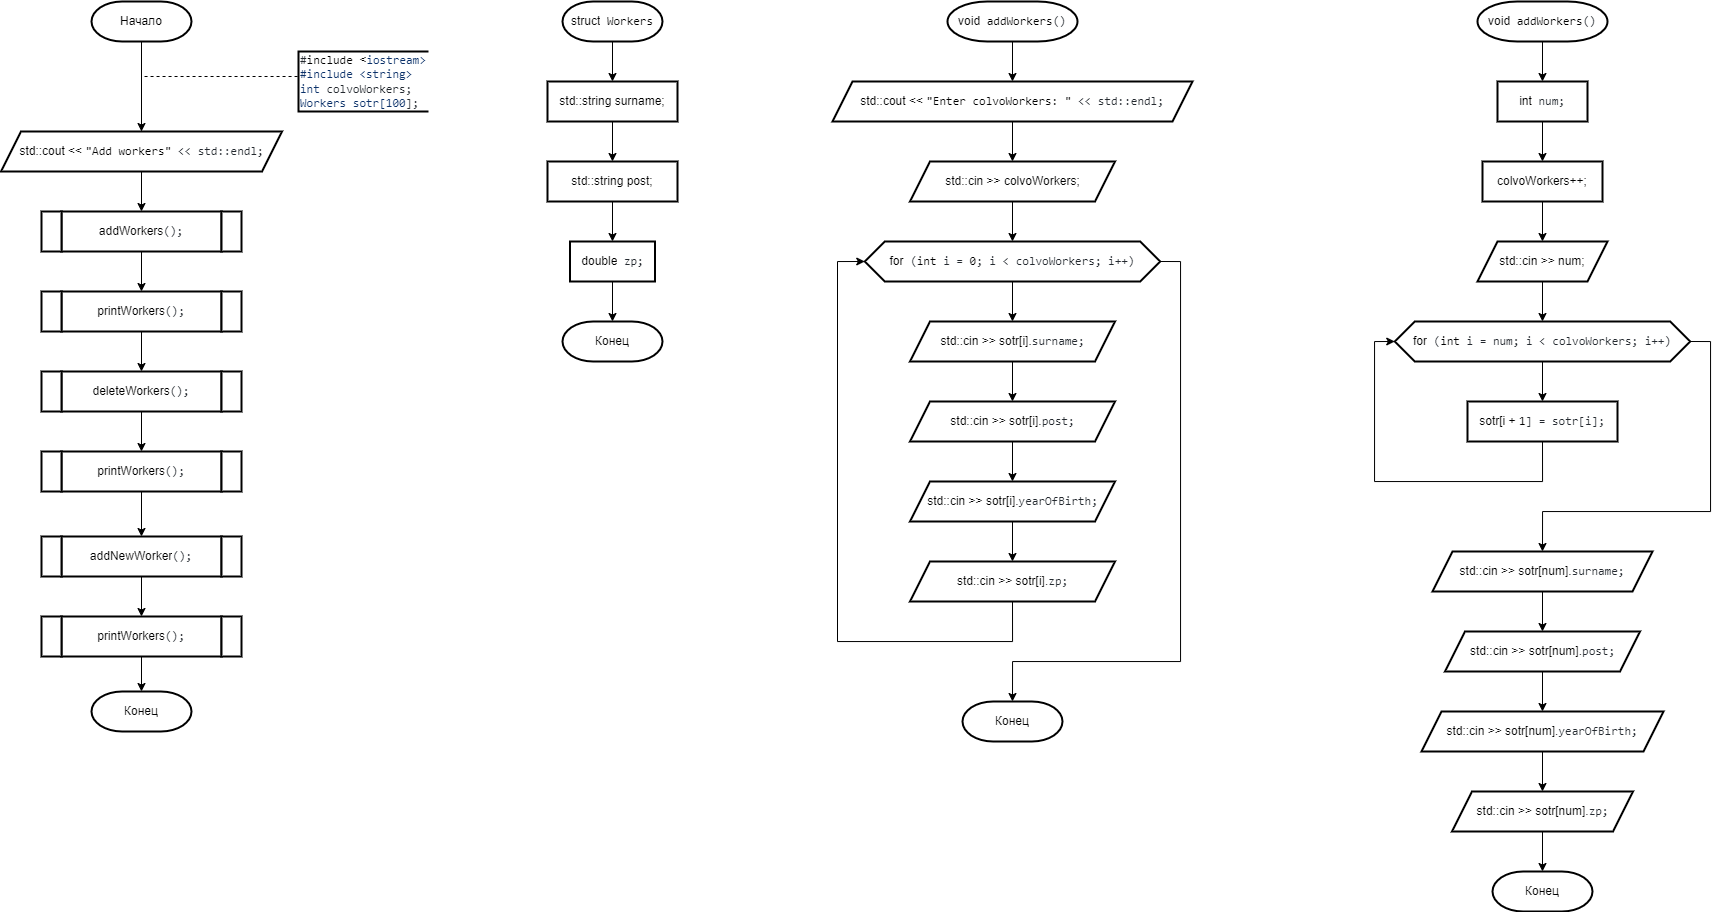 Начало
#include <iostream>
#include <string>
int colvoWorkers;
Workers sotr[100];
std::cout << "Add workers" << std::endl;
addWorkers();
printWorkers();
deleteWorkers();
printWorkers();
addNewWorker();
printWorkers();
Конец
struct Workers
std::string surname;
std::string post;
double zp;
Конец
void addWorkers()
std::cout << "Enter colvoWorkers: " << std::endl;
std::cin >> colvoWorkers;
for (int i = 0; i < colvoWorkers; i++)
std::cin >> sotr[i].surname;
std::cin >> sotr[i].post;
std::cin >> sotr[i].yearOfBirth;
std::cin >> sotr[i].zp;
Конец
void addWorkers()
int num;
colvoWorkers++;
std::cin >> num;
for (int i = num; i < colvoWorkers; i++)
sotr[i + 1] = sotr[i];
std::cin >> sotr[num].surname;
std::cin >> sotr[num].post;
std::cin >> sotr[num].yearOfBirth;
std::cin >> sotr[num].zp;
Конец